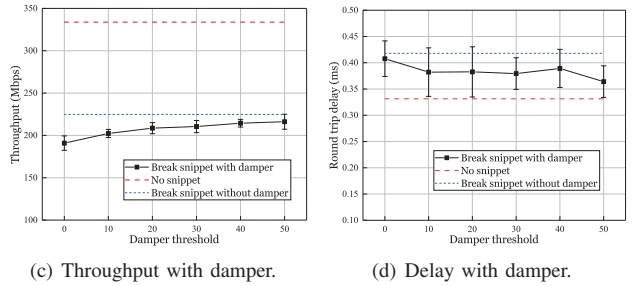 350
300
250
200
150
100
Throughput (Mbps)
Break snippet with damper
No snippet
Break snippet without damper
0 10 20 30 40 50
Damper threshold
(c) Throughput with damper.
0.50
0.45
0.40
0.35
0.30
0.25
0.20
0.15
0.10
Round trip delay (ms)
Break snippet with damper
No snippet
Break snippet without damper
0 10 20 30 40 50
Damper threshold
(d) Delay with damper.